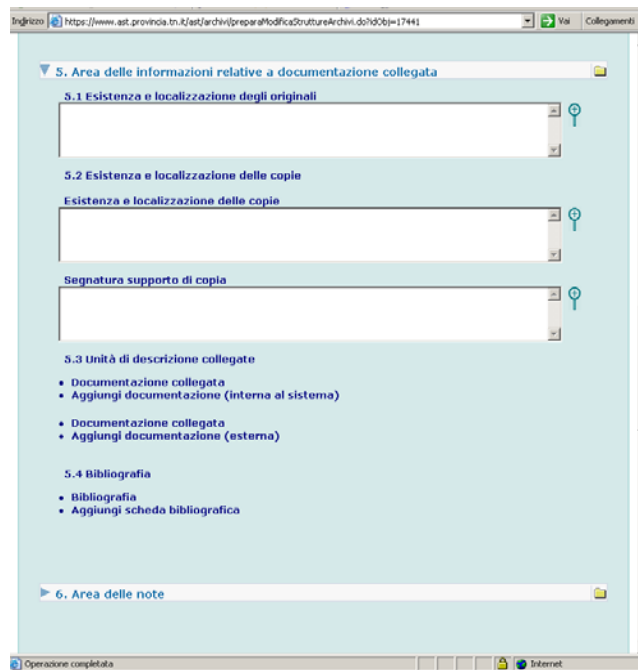 Indirizzo https://www.ast.provincia.tn.it/ast/archivi/preparaModificaStruttureArchivi.do?idObj=17441 Vai Collegamenti
5. Area delle informazioni relative a documentazione collegata
5.1 Esistenza e localizzazione degli originali
5.2 Esistenza e localizzazione delle copie
Esistenza e localizzazione delle copie
Segnatura supporto di copia
5.3 Unità di descrizione collegate
• Documentazione collegata
• Aggiungi documentazione (interna al sistema)
• Documentazione collegata
• Aggiungi documentazione (esterna)
5.4 Bibliografia
• Bibliografia
• Aggiungi scheda bibliografica
6. Area delle note
Operazione completata Internet